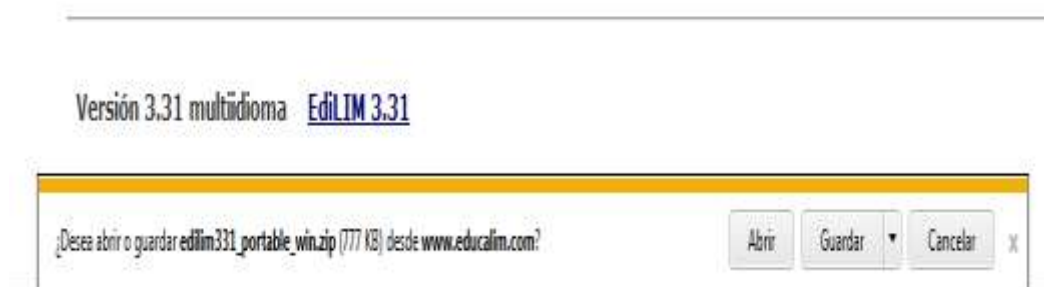 Versión 3.31 multiidioma EdiLIM 3.31
¿Desea abrir o guardar edilim331_portable_win.zip (777 KB) desde www.educalim.com? Abrir Guardar Cancelar x